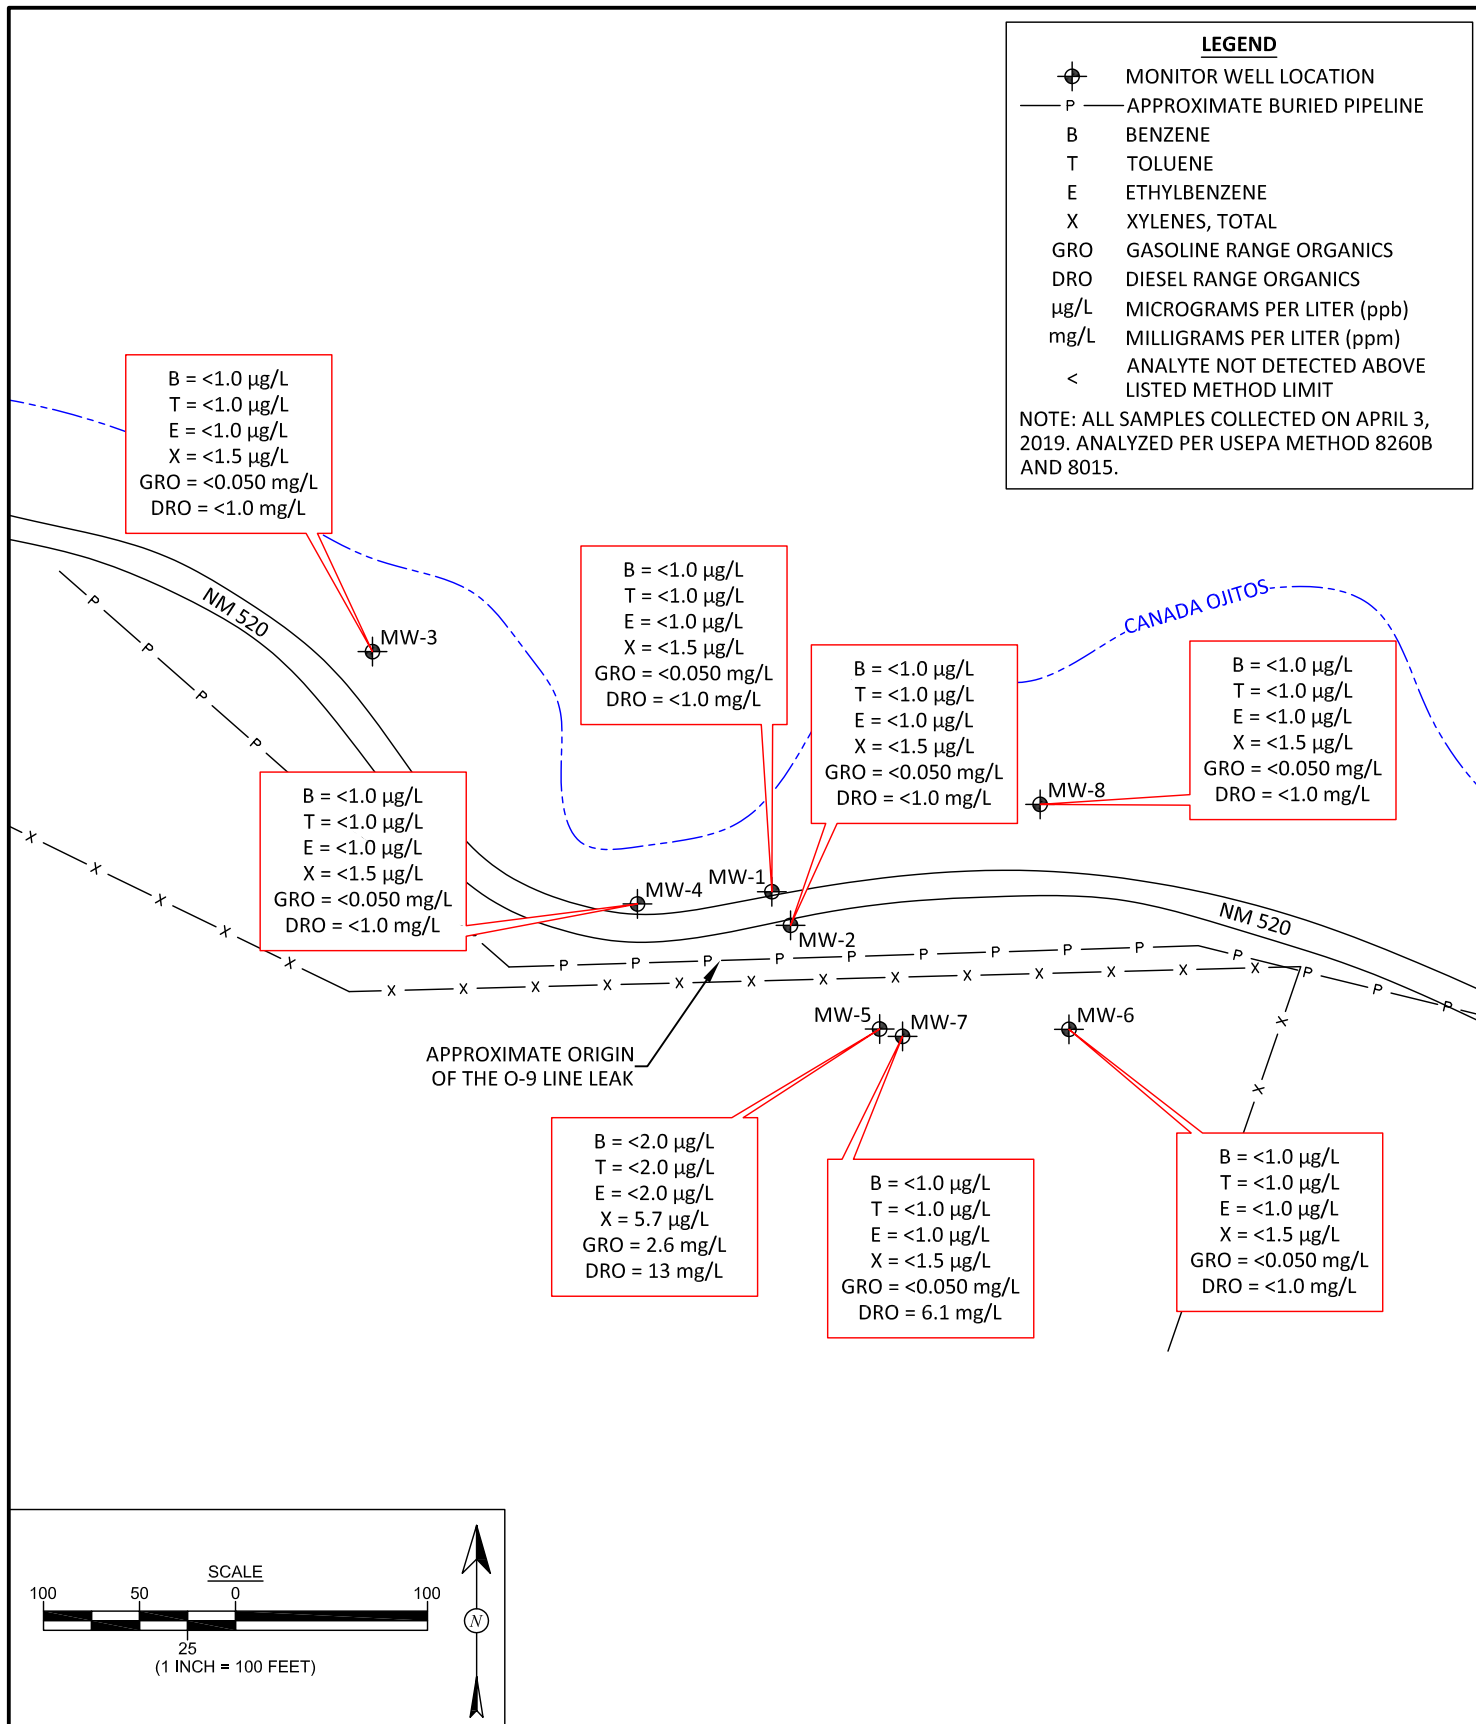 LEGEND
MONITOR WELL LOCATION
P APPROXIMATE BURIED PIPELINE
B BENZENE
T TOLUENE
E ETHYLBENZENE
X XYLENES, TOTAL
GRO GASOLINE RANGE ORGANICS
DRO DIESEL RANGE ORGANICS
µg/L MICROGRAMS PER LITER (ppb)
mg/L MILLIGRAMS PER LITER (ppm)
< ANALYTE NOT DETECTED ABOVE
LISTED METHOD LIMIT
NOTE: ALL SAMPLES COLLECTED ON APRIL 3,
2019. ANALYZED PER USEPA METHOD 8260B
AND 8015.
B = <1.0 µg/L
T = <1.0 µg/L
E = <1.0 µg/L
X = <1.5 µg/L
GRO = <0.050 mg/L
DRO = <1.0 mg/L
MW-3
NM 520
P
P
P
P
B = <1.0 µg/L
T = <1.0 µg/L
E = <1.0 µg/L
X = <1.5 µg/L
GRO = <0.050 mg/L
DRO = <1.0 mg/L
MW-1
CANADA OJITOS
B = <1.0 µg/L
T = <1.0 µg/L
E = <1.0 µg/L
X = <1.5 µg/L
GRO = <0.050 mg/L
DRO = <1.0 mg/L
MW-2
B = <1.0 µg/L
T = <1.0 µg/L
E = <1.0 µg/L
X = <1.5 µg/L
GRO = <0.050 mg/L
DRO = <1.0 mg/L
MW-8
B = <1.0 µg/L
T = <1.0 µg/L
E = <1.0 µg/L
X = <1.5 µg/L
GRO = <0.050 mg/L
DRO = <1.0 mg/L
MW-4
NM 520
X
X
X
X
X
P P P P P P P P P P P P
X X X X X X X X X X X X X
X
X
MW-5
MW-7
MW-6
APPROXIMATE ORIGIN
OF THE O-9 LINE LEAK
B = <2.0 µg/L
T = <2.0 µg/L
E = <2.0 µg/L
X = 5.7 µg/L
GRO = 2.6 mg/L
DRO = 13 mg/L
B = <1.0 µg/L
T = <1.0 µg/L
E = <1.0 µg/L
X = <1.5 µg/L
GRO = <0.050 mg/L
DRO = 6.1 mg/L
B = <1.0 µg/L
T = <1.0 µg/L
E = <1.0 µg/L
X = <1.5 µg/L
GRO = <0.050 mg/L
DRO = <1.0 mg/L
SCALE
100 50 0 100
25
(1 INCH = 100 FEET)
N